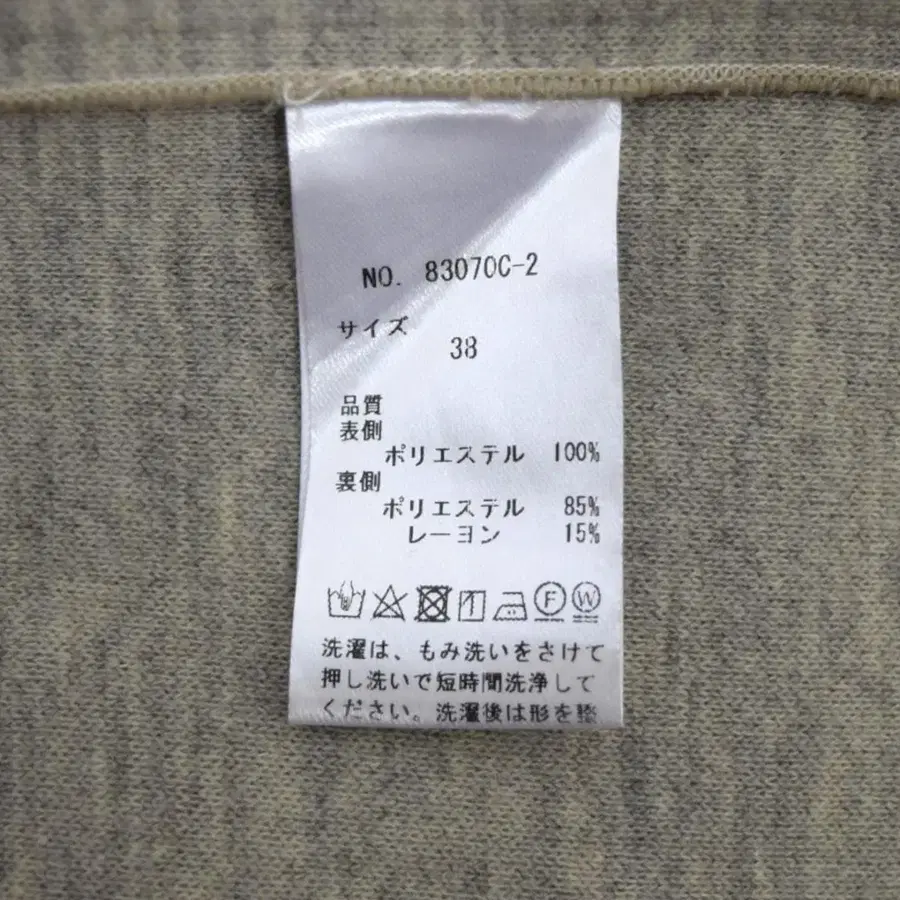 NO. 83070C-2
サイズ
38
品質
表側
ポリエステル 100%
裏側
ポリエステル 85%
レーヨン 15%
F W
洗濯は、もみ洗いをさけて
押し洗いで短時間洗浄して
ください。洗濯後は形を整